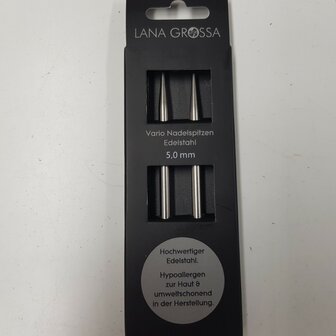 LANA GROSSA
Vario Nadelspitzen
Edelstahl
5,0 mm
Hochwertiger
Edelstahl.
Hypoallergen
zur Haut &
umweltschonend
in der Herstellung.